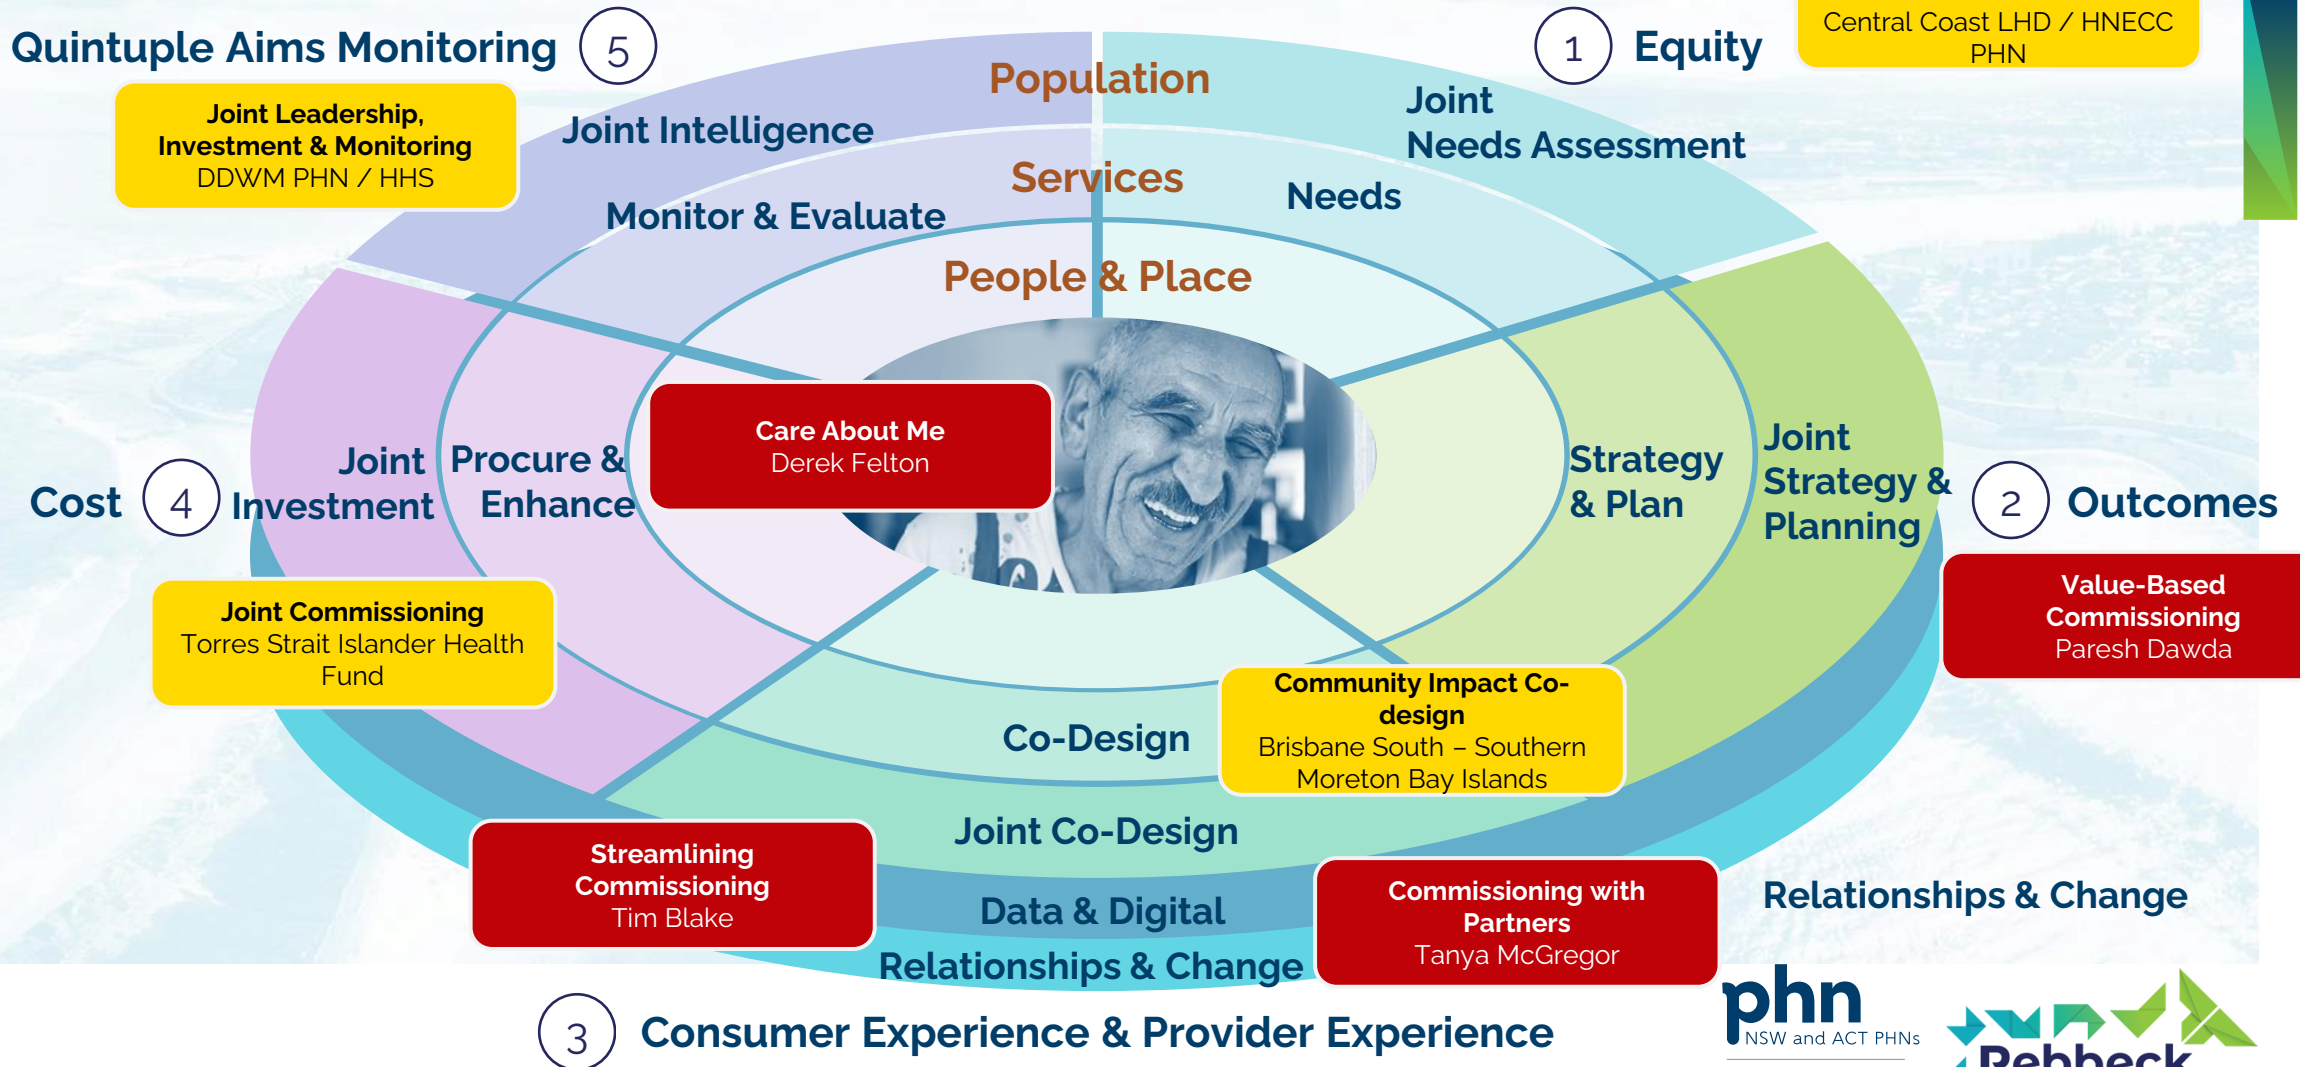 Quintuple Aims Monitoring
5
Joint Leadership,
Investment & Monitoring
DDWM PHN / HHS
1
Equity
Central Coast LHD / HNECC
PHN
Population
Joint Intelligence
Joint
Needs Assessment
Services
Monitor & Evaluate
Needs
People & Place
Care About Me
Derek Felton
Cost
4
Joint
Investment
Procure &
Enhance
Strategy
& Plan
Joint
Strategy &
Planning
2
Outcomes
Value-Based
Commissioning
Paresh Dawda
Joint Commissioning
Torres Strait Islander Health
Fund
Community Impact Co-
design
Brisbane South – Southern
Moreton Bay Islands
Co-Design
Joint Co-Design
Streamlining
Commissioning
Tim Blake
Data & Digital
Relationships & Change
Commissioning with
Partners
Tanya McGregor
Relationships & Change
3
Consumer Experience & Provider Experience
phn
NSW and ACT PHNs
Rebbeck